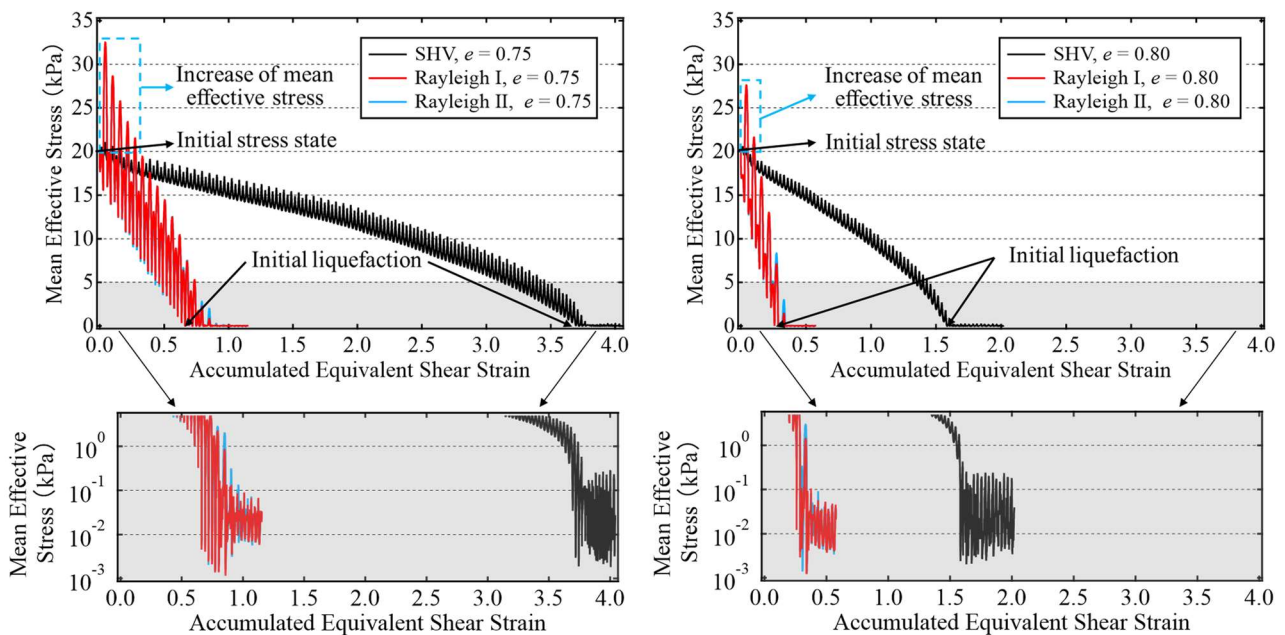 35
30
25
20
15
10
5
0
Mean Effective Stress (kPa)
SHV, e = 0.75
Rayleigh I, e = 0.75
Rayleigh II, e = 0.75
Increase of mean
effective stress
Initial stress state
Initial liquefaction
0.0 0.5 1.0 1.5 2.0 2.5 3.0 3.5 4.0
Accumulated Equivalent Shear Strain
35
30
25
20
15
10
5
0
Mean Effective Stress (kPa)
SHV, e = 0.80
Rayleigh I, e = 0.80
Rayleigh II, e = 0.80
Increase of mean
effective stress
Initial stress state
Initial liquefaction
0.0 0.5 1.0 1.5 2.0 2.5 3.0 3.5 4.0
Accumulated Equivalent Shear Strain
Mean Effective
Stress (kPa)
10^0
10^-1
10^-2
10^-3
0.0 0.5 1.0 1.5 2.0 2.5 3.0 3.5 4.0
Accumulated Equivalent Shear Strain
Mean Effective
Stress (kPa)
10^0
10^-1
10^-2
10^-3
0.0 0.5 1.0 1.5 2.0 2.5 3.0 3.5 4.0
Accumulated Equivalent Shear Strain